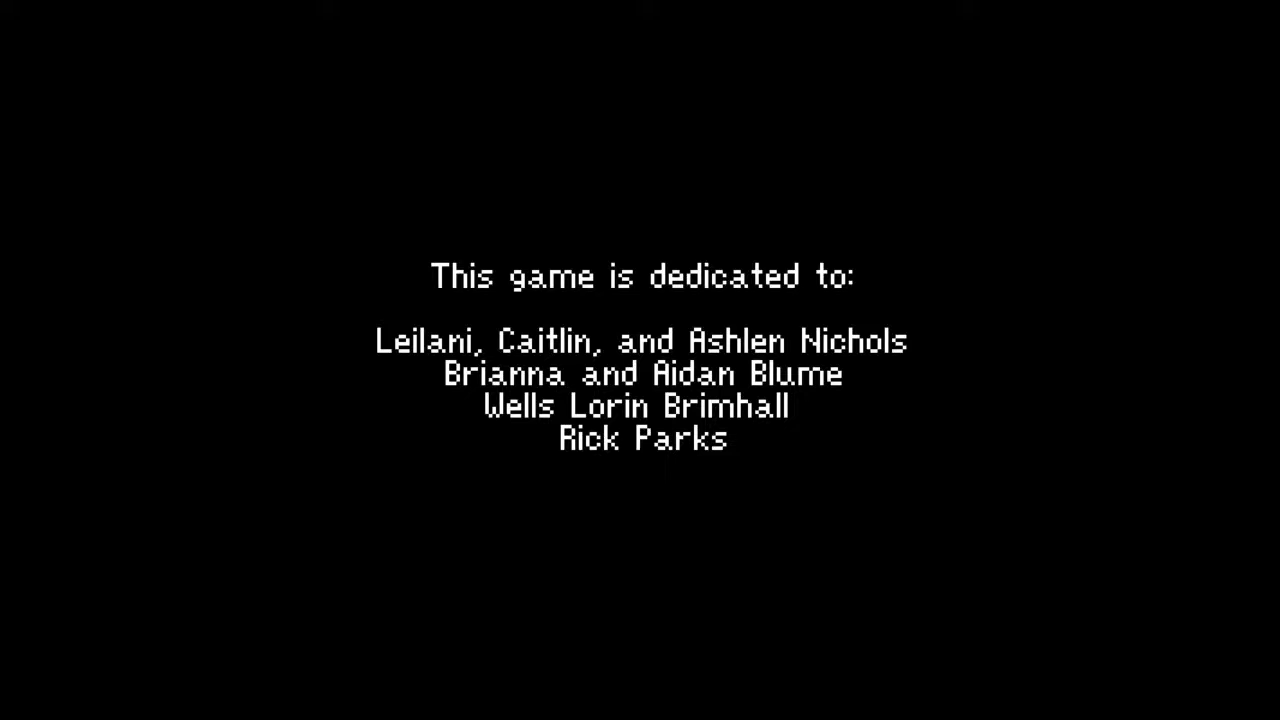 This game is dedicated to:
Leilani, Caitlin, and Ashlen Nichols
Brianna and Aidan Blume
Wells Lorin Brimhall
Rick Parks